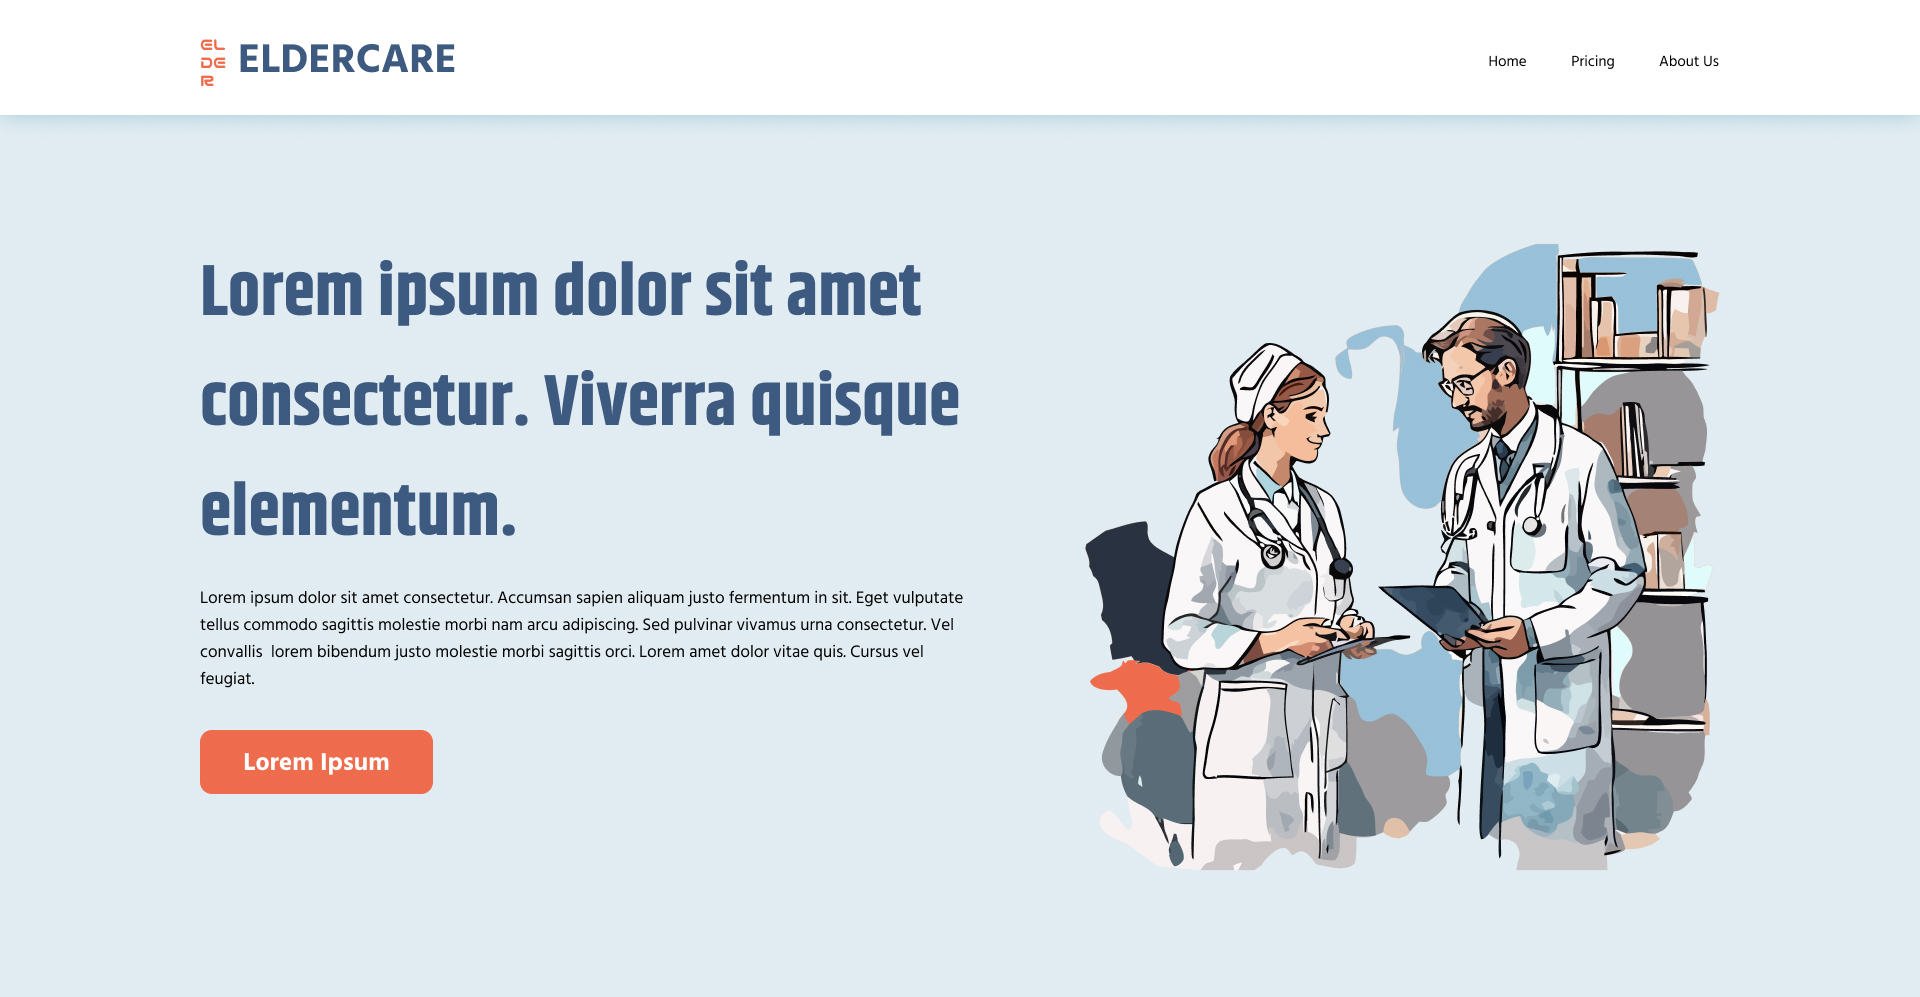 EL
DE
R
ELDERCARE
Home
Pricing
About Us
Lorem ipsum dolor sit amet
consectetur. Viverra quisque
elementum.
Lorem ipsum dolor sit amet consectetur. Accumsan sapien aliquam justo fermentum in sit. Eget vulputate
tellus commodo sagittis molestie morbi nam arcu adipiscing. Sed pulvinar vivamus urna consectetur. Vel
convallis  lorem bibendum justo molestie morbi sagittis orci. Lorem amet dolor vitae quis. Cursus vel
feugiat.
Lorem Ipsum